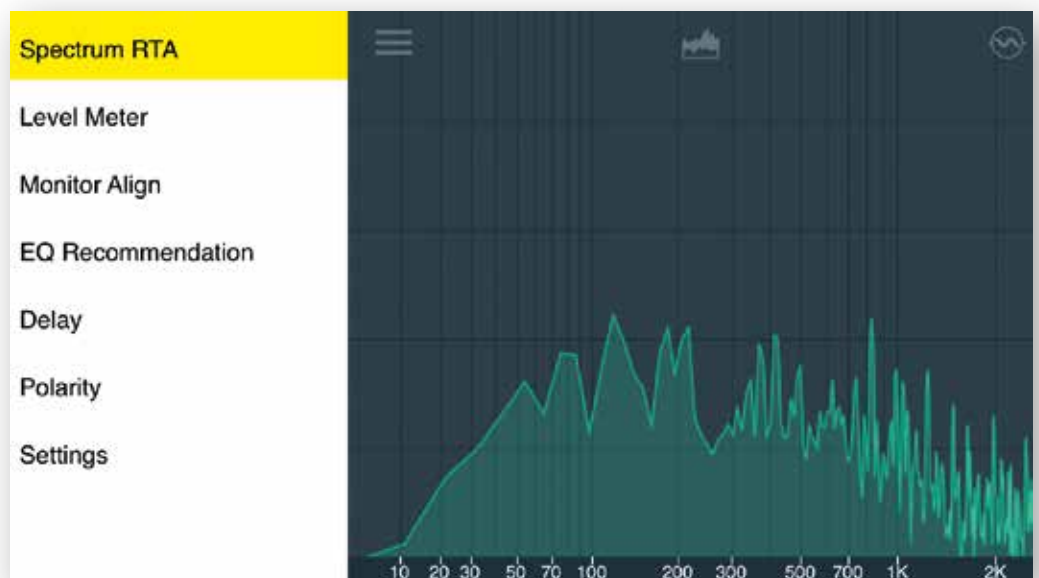 Spectrum RTA
Level Meter
Monitor Align
EQ Recommendation
Delay
Polarity
Settings
10 20 30 50 70 100 200 300 500 700 1K 2K